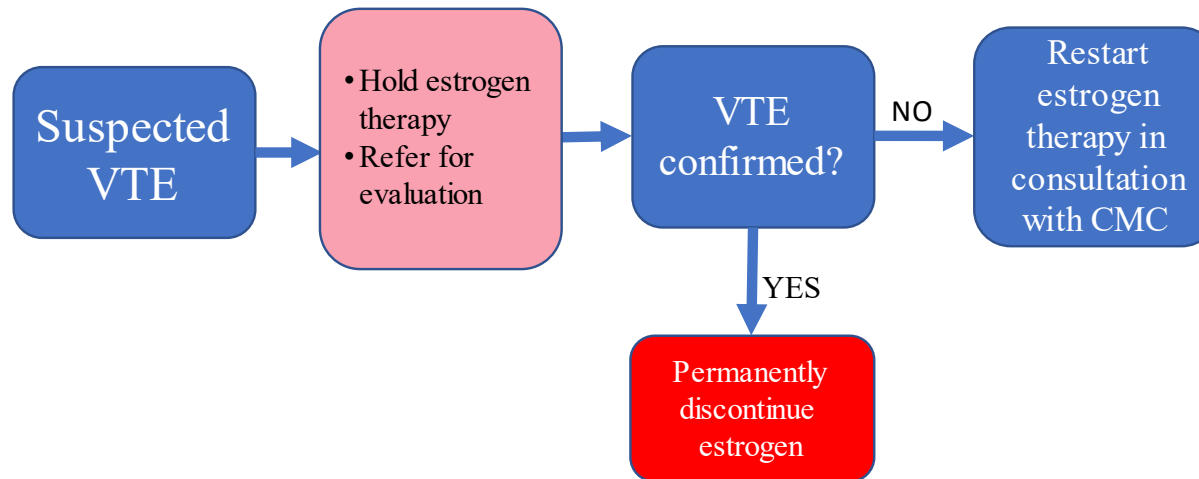 Suspected
VTE
• Hold estrogen
therapy
• Refer for
evaluation
VTE
confirmed?
NO
Restart
estrogen
therapy in
consultation
with CMC
YES
Permanently
discontinue
estrogen